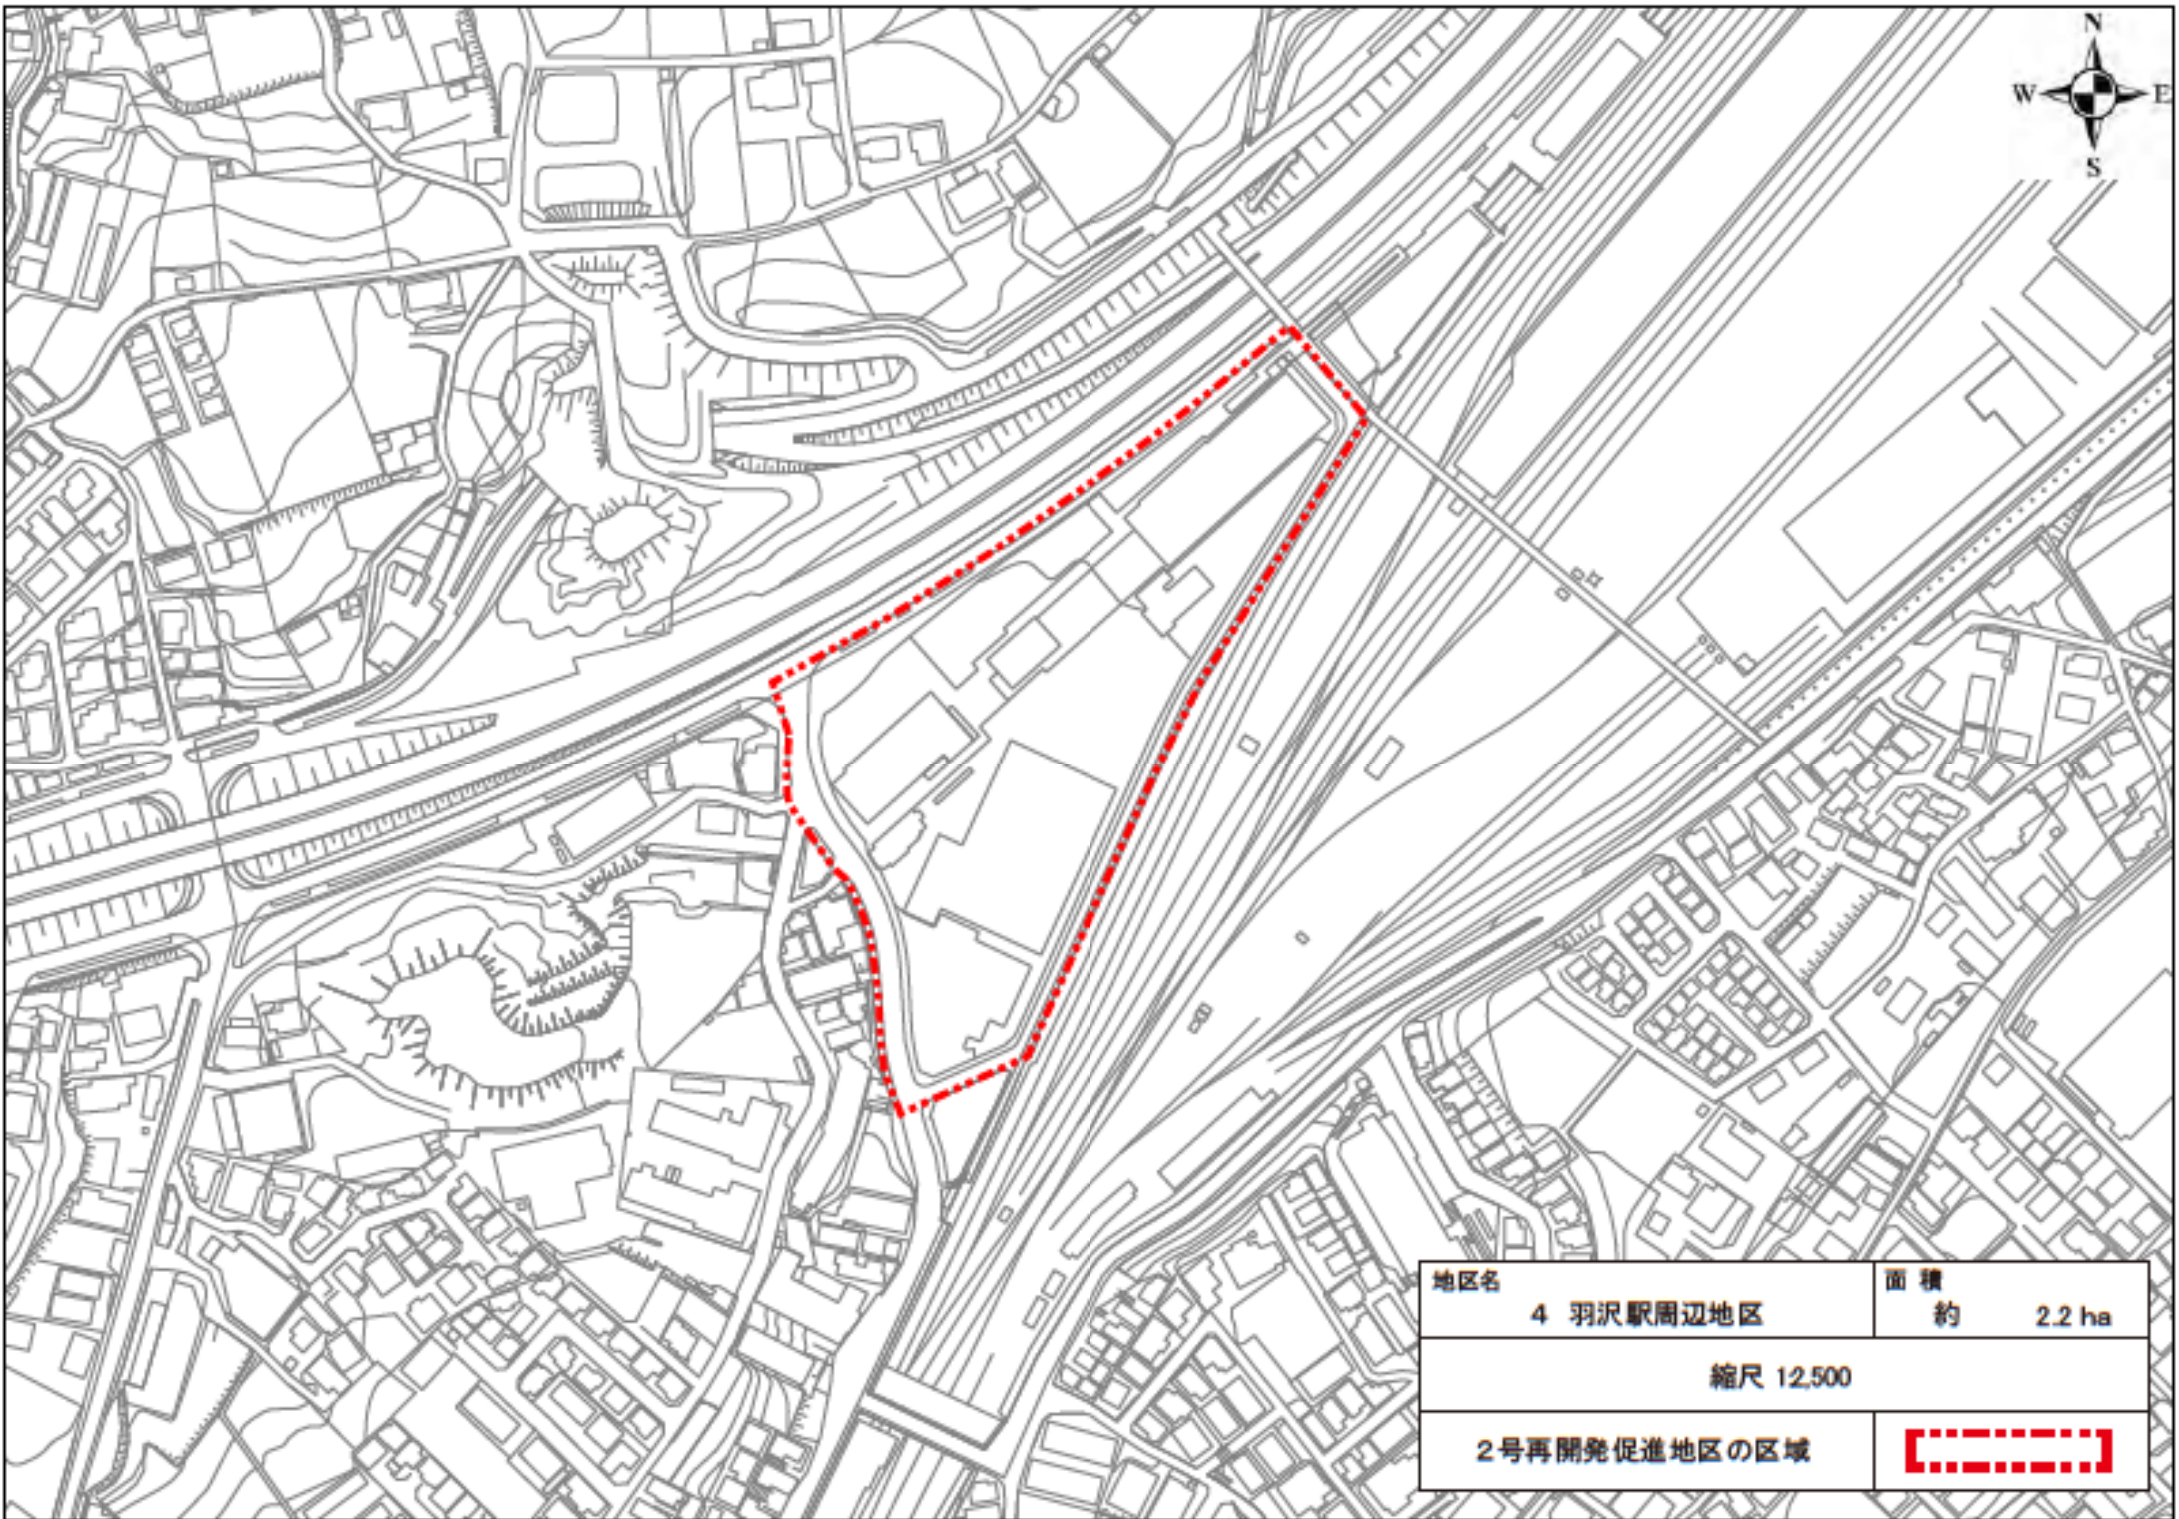 N
W E
S
地区名
4 羽沢駅周辺地区
面 積
約 2.2 ha
縮尺 12,500
2号再開発促進地区の区域